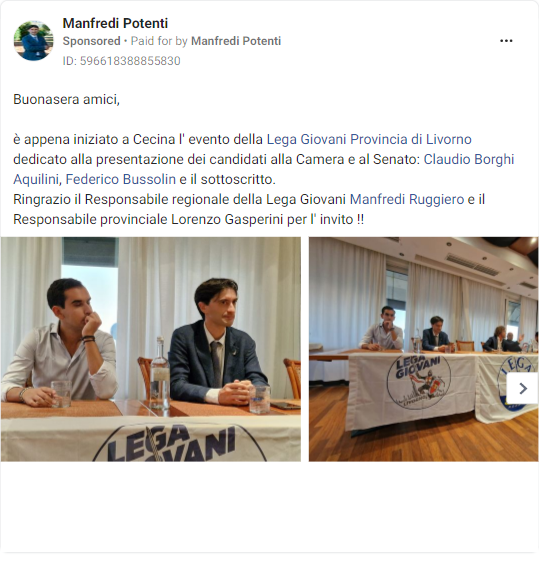 Manfredi Potenti
Sponsored • Paid for by Manfredi Potenti
ID: 596618388855830
Buonasera amici,
è appena iniziato a Cecina l' evento della Lega Giovani Provincia di Livorno
dedicato alla presentazione dei candidati alla Camera e al Senato: Claudio Borghi
Aquilini, Federico Bussolin e il sottoscritto.
Ringrazio il Responsabile regionale della Lega Giovani Manfredi Ruggiero e il
Responsabile provinciale Lorenzo Gasperini per l' invito !!
LEGA
GIOVANI
LEGA
GIOVANI
LEGA